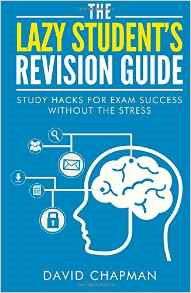 THE
LAZY STUDENT'S
REVISION GUIDE
STUDY HACKS FOR EXAM SUCCESS
WITHOUT THE STRESS
DAVID CHAPMAN